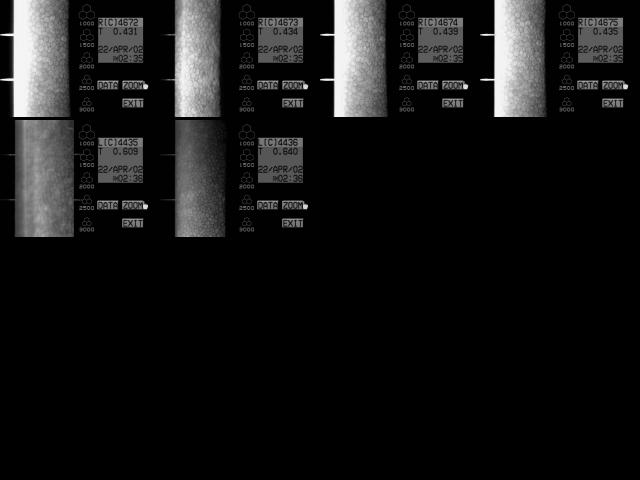 1000
R(C)4672
T 0.431
1500
22/APR/02
PM02:35
2000
2500
DATA ZOOM
3000
EXIT
1000
R(C)4673
T 0.434
1500
22/APR/02
PM02:35
2000
2500
DATA ZOOM
3000
EXIT
1000
R(C)4674
T 0.439
1500
22/APR/02
PM02:35
2000
2500
DATA ZOOM
3000
EXIT
1000
R(C)4675
T 0.435
1500
22/APR/02
PM02:35
2000
2500
DATA ZOOM
3000
EXIT
1000
L(C)4435
T 0.609
1500
22/APR/02
PM02:36
2000
2500
DATA ZOOM
3000
EXIT
1000
L(C)4436
T 0.640
1500
22/APR/02
PM02:36
2000
2500
DATA ZOOM
3000
EXIT